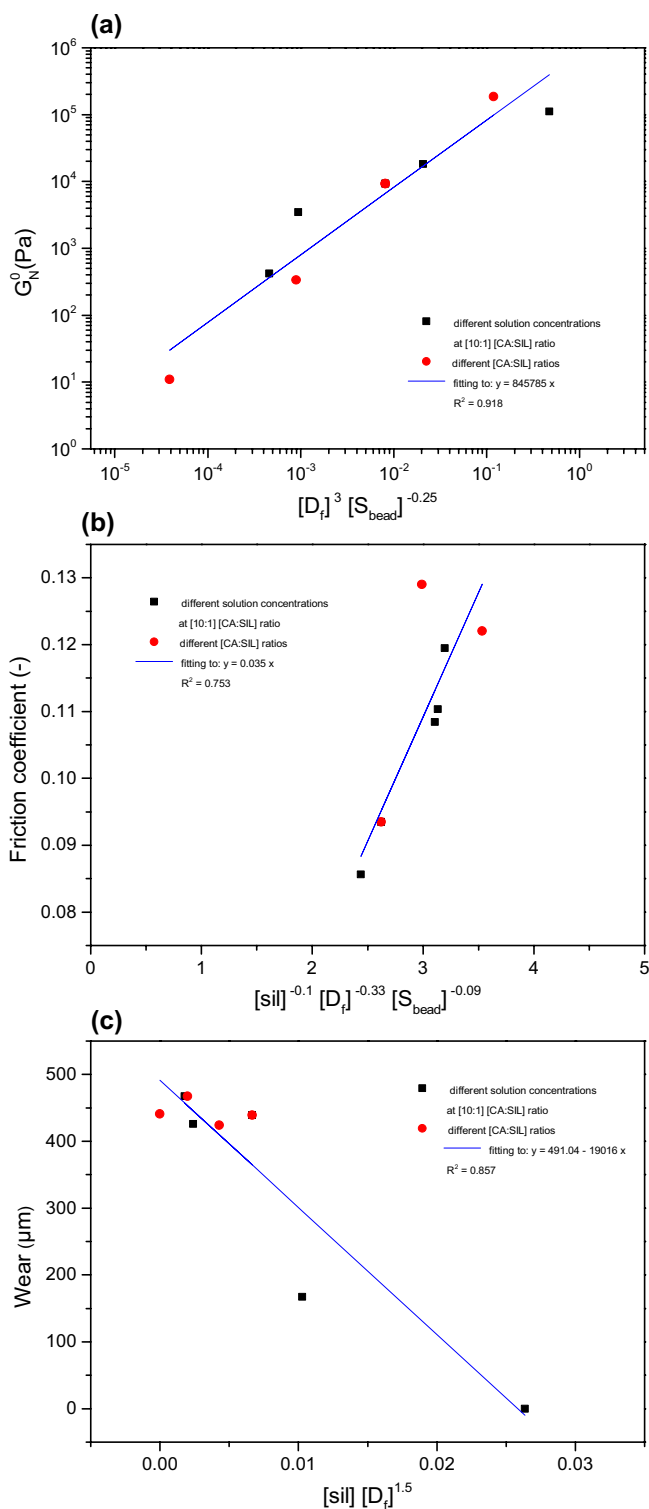 (a)
10^6
10^5
10^4
10^3
10^2
10^1
10^0
G_N^0(Pa)
different solution concentrations
at [10:1] [CA:SIL] ratio
different [CA:SIL] ratios
fitting to: y = 845785 x
R^2 = 0.918
10^-5 10^-4 10^-3 10^-2 10^-1 10^0
[D_f]^3 [S_bead]^-0.25
(b)
0.13
0.12
0.11
0.10
0.09
0.08
Friction coefficient (-)
different solution concentrations
at [10:1] [CA:SIL] ratio
different [CA:SIL] ratios
fitting to: y = 0.035 x
R^2 = 0.753
0 1 2 3 4 5
[sil]^-0.1 [D_f]^-0.33 [S_bead]^-0.09
(c)
500
400
300
200
100
0
Wear (μm)
different solution concentrations
at [10:1] [CA:SIL] ratio
different [CA:SIL] ratios
fitting to: y = 491.04 - 19016 x
R^2 = 0.857
0.00 0.01 0.02 0.03
[sil] [D_f]^1.5